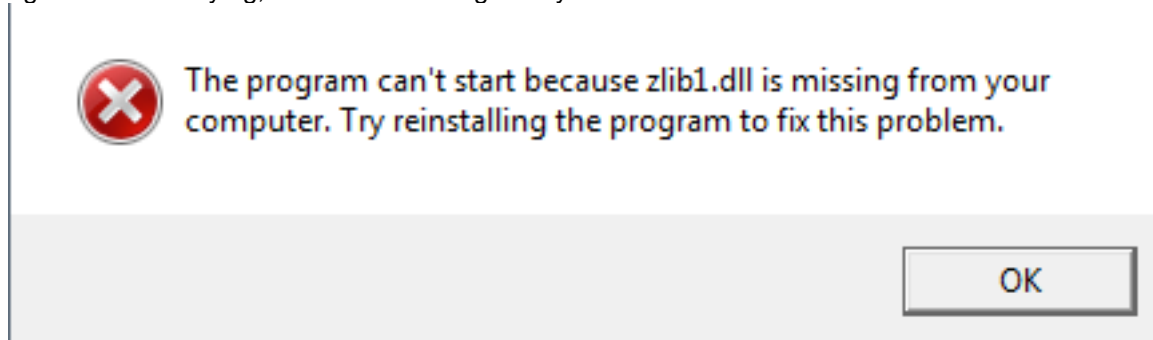 The program can't start because zlib1.dll is missing from your
computer. Try reinstalling the program to fix this problem.
OK